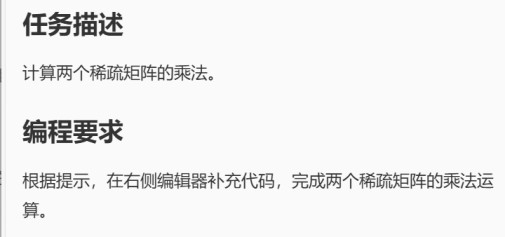 任务描述
计算两个稀疏矩阵的乘法。
编程要求
根据提示，在右侧编辑器补充代码，完成两个稀疏矩阵的乘法运
算。